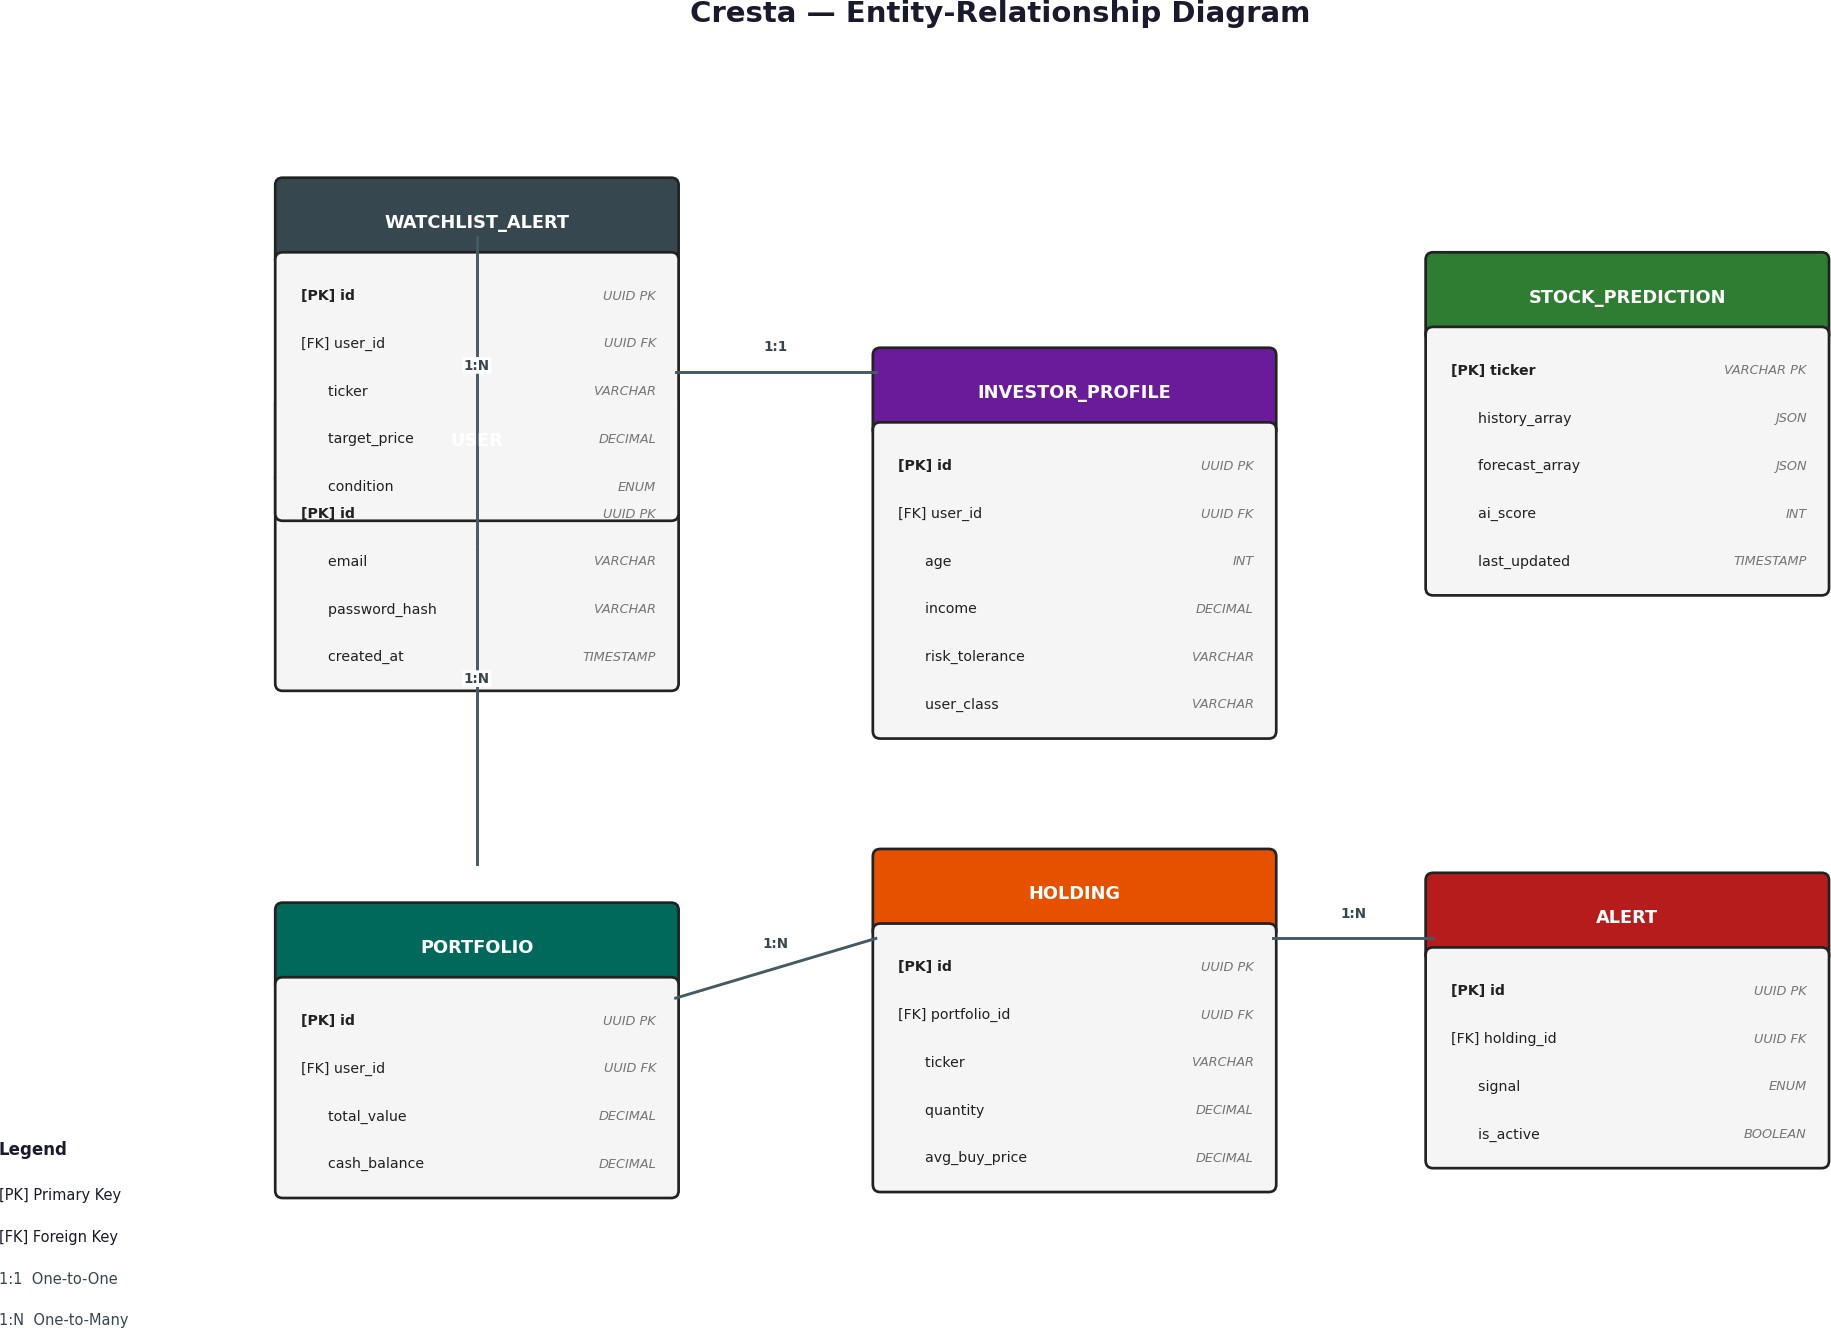 Cresta — Entity-Relationship Diagram
WATCHLIST_ALERT
[PK] id UUID PK
[FK] user_id UUID FK
1:N
ticker VARCHAR
target_price DECIMAL
USER
condition ENUM
[PK] id UUID PK
email VARCHAR
password_hash VARCHAR
created_at TIMESTAMP
1:N
1:1
INVESTOR_PROFILE
[PK] id UUID PK
[FK] user_id UUID FK
age INT
income DECIMAL
risk_tolerance VARCHAR
user_class VARCHAR
STOCK_PREDICTION
[PK] ticker VARCHAR PK
history_array JSON
forecast_array JSON
ai_score INT
last_updated TIMESTAMP
PORTFOLIO
[PK] id UUID PK
[FK] user_id UUID FK
total_value DECIMAL
cash_balance DECIMAL
1:N
HOLDING
[PK] id UUID PK
[FK] portfolio_id UUID FK
ticker VARCHAR
quantity DECIMAL
avg_buy_price DECIMAL
1:N
ALERT
[PK] id UUID PK
[FK] holding_id UUID FK
signal ENUM
is_active BOOLEAN
Legend
[PK] Primary Key
[FK] Foreign Key
1:1 One-to-One
1:N One-to-Many